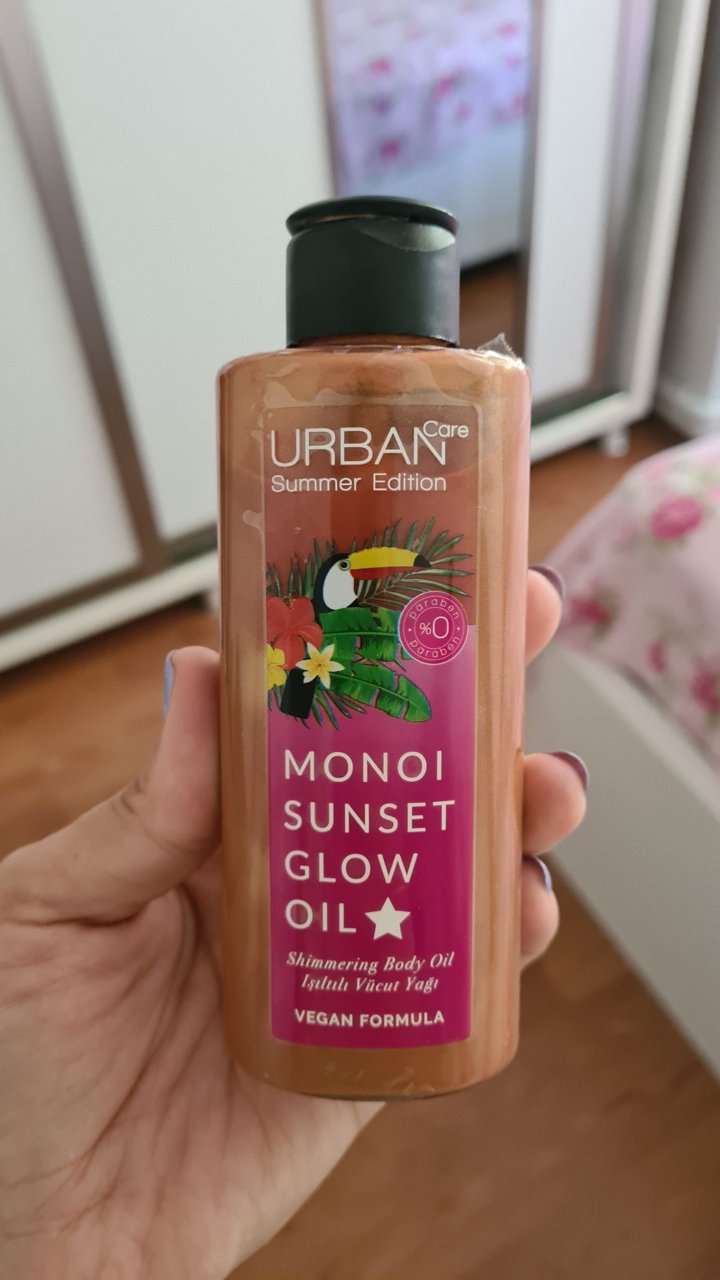 URBAN Care
Summer Edition
paraben
%0
paraben
MONOI
SUNSET
GLOW
OIL
Shimmering Body Oil
Işıltılı Vücut Yağı
VEGAN FORMULA